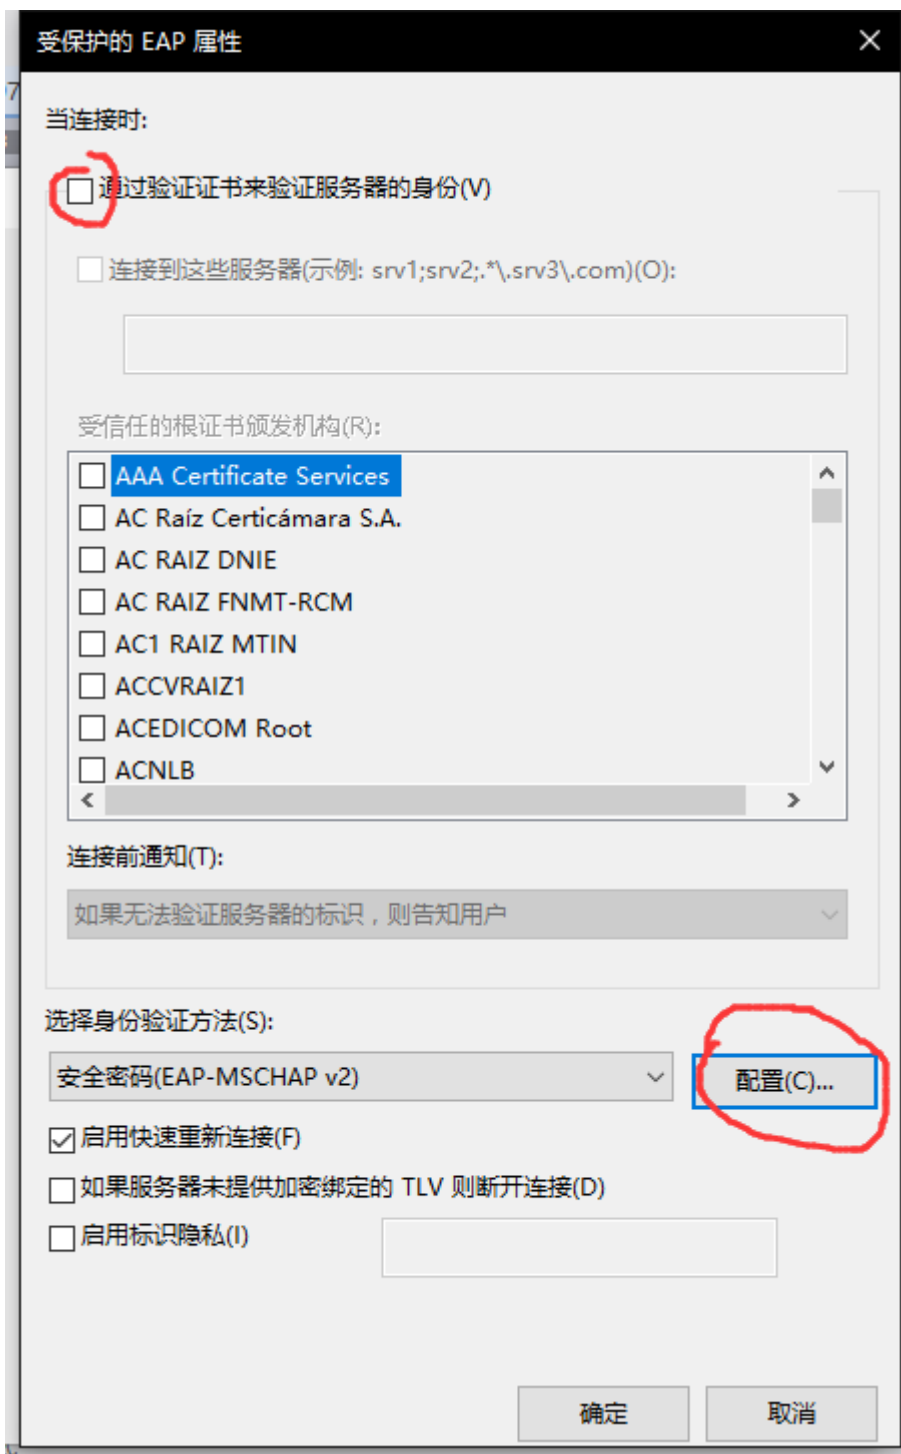 受保护的 EAP 属性
当连接时:
通过验证证书来验证服务器的身份(V)
连接到这些服务器(示例: srv1;srv2;.*\.srv3\.com)(O):
受信任的根证书颁发机构(R):
AAA Certificate Services
AC Raíz Certicámara S.A.
AC RAIZ DNIE
AC RAIZ FNMT-RCM
AC1 RAIZ MTIN
ACCVRAIZ1
ACEDICOM Root
ACNLB
连接前通知(T):
如果无法验证服务器的标识，则告知用户
选择身份验证方法(S):
安全密码(EAP-MSCHAP v2)
配置(C)...
启用快速重新连接(F)
如果服务器未提供加密绑定的 TLV 则断开连接(D)
启用标识隐私(I)
确定
取消